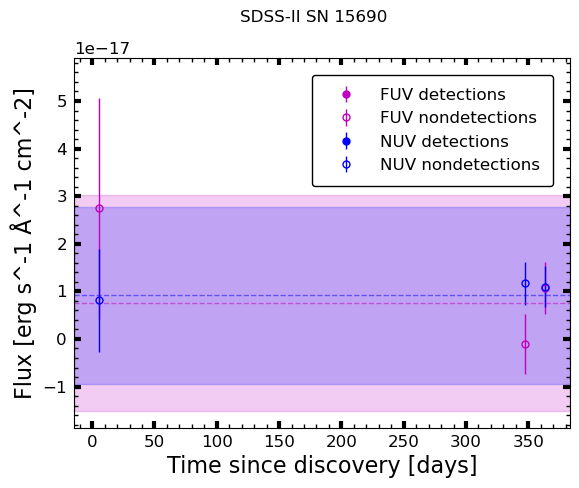 SDSS-II SN 15690
1e−17
FUV detections
FUV nondetections
NUV detections
NUV nondetections
5
4
3
2
1
0
−1
Flux [erg s^-1 Å^-1 cm^-2]
0 50 100 150 200 250 300 350
Time since discovery [days]